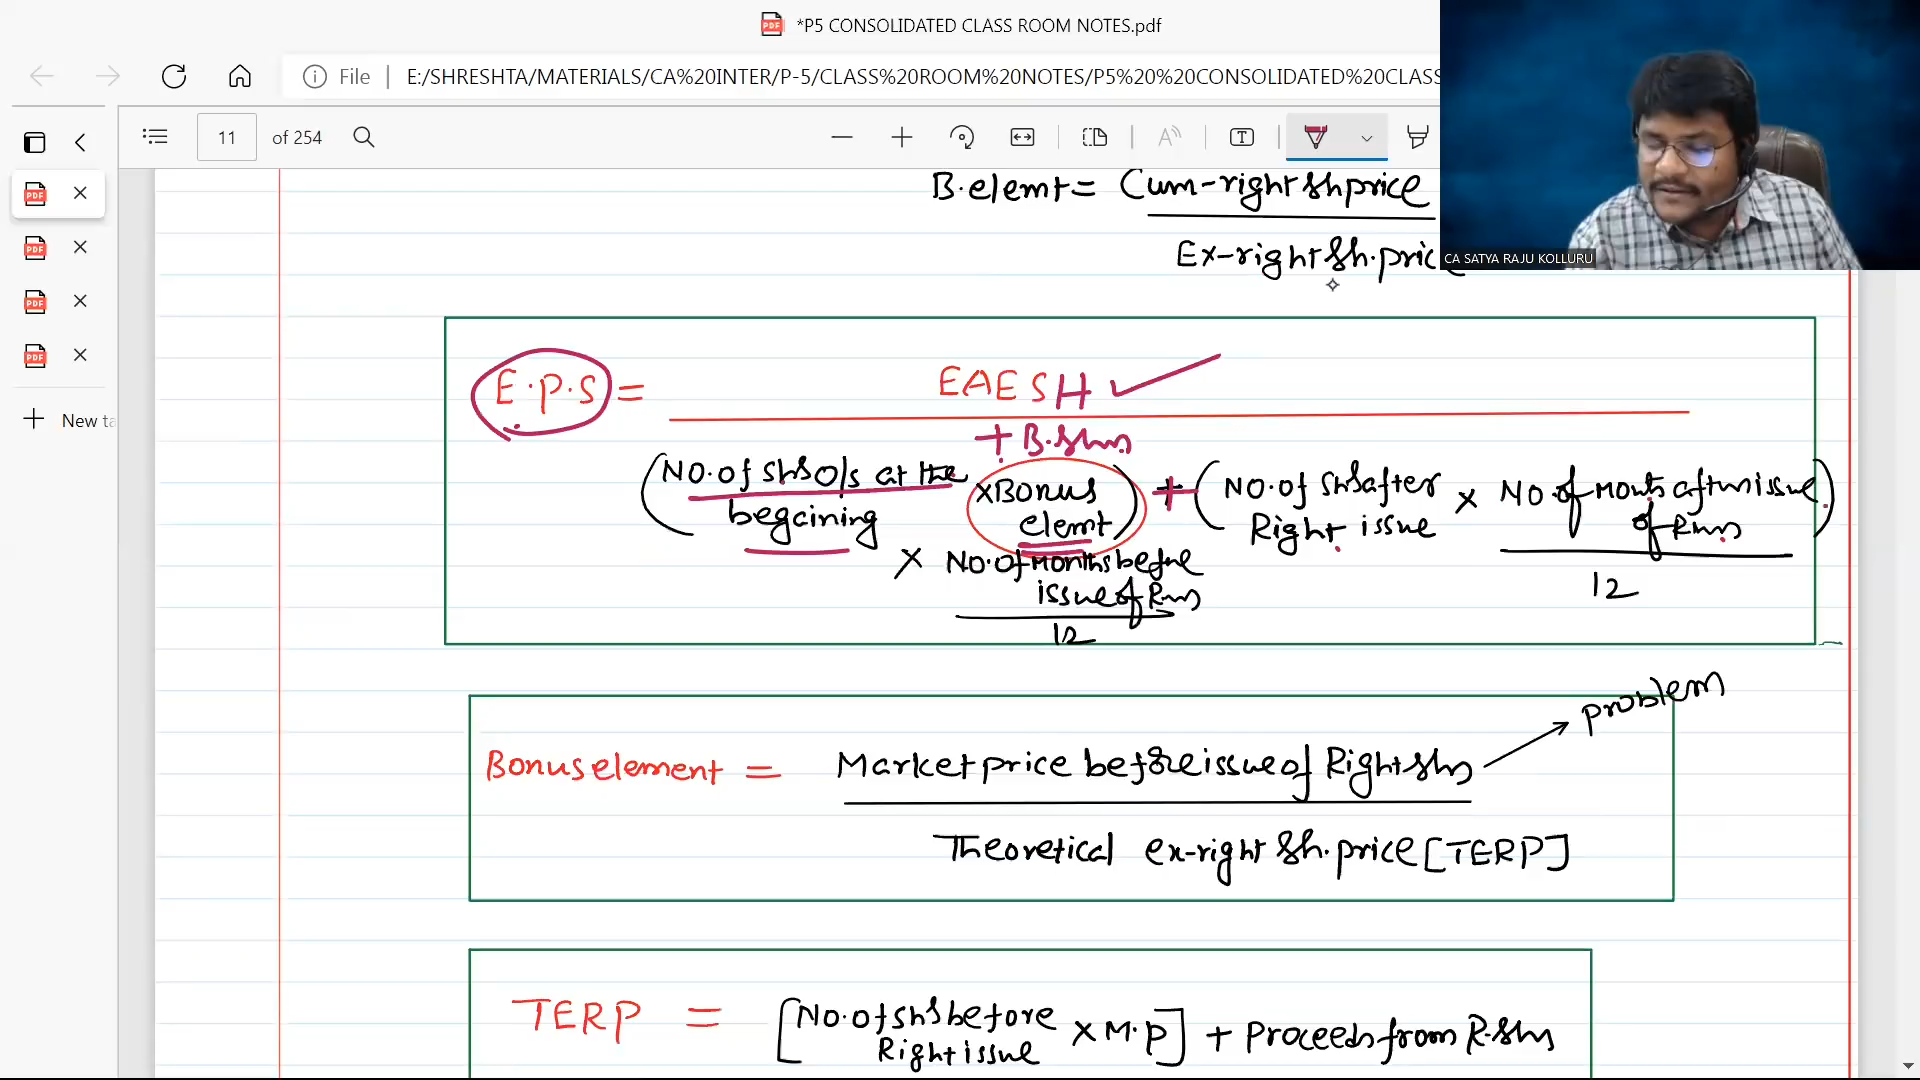 *P5 CONSOLIDATED CLASS ROOM NOTES.pdf
File E:/SHRESHTA/MATERIALS/CA%20INTER/P-5/CLASS%20ROOM%20NOTES/P5%20%20CONSOLIDATED%20CLASS
11 of 254
New ta
CA SATYA RAJU KOLLURU
B.elemt = Cum-right Sh price
Ex-right Sh. pric
E.P.S = EAESH
+ B.Shrs
(No. of Shs O/s at the begcining × Bonus elemt) + (No. of Shs after Right issue × No of Months after issue of R
12
× No. of Months before issue of R
12
problem
Bonus element = Market price before issue of Right Shs
Theoretical ex-right Sh. price [TERP]
TERP = [No. of shs before Right issue × M.P] + Proceeds from R.Shs